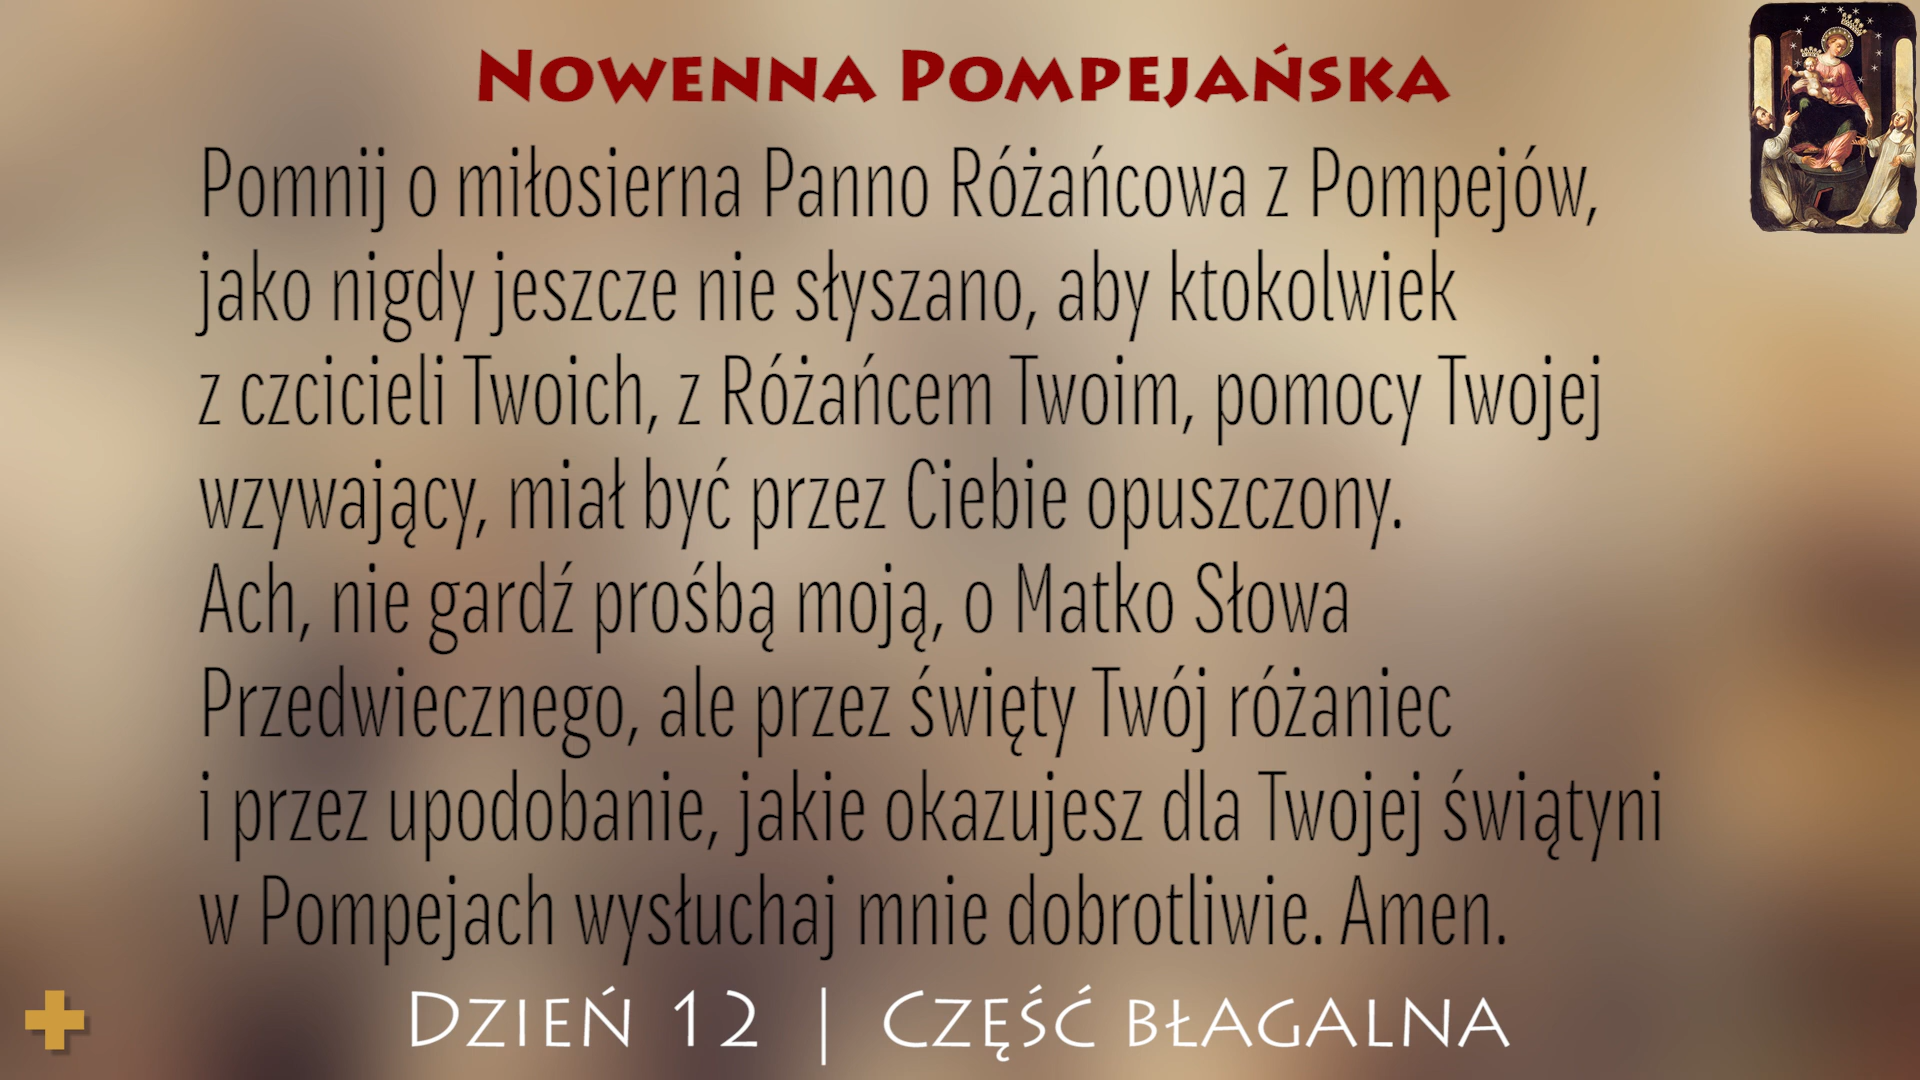 Nowenna Pompejańska
Pomnij o miłosierna Panno Różańcowa z Pompejów,
jako nigdy jeszcze nie słyszano, aby ktokolwiek
z czcicieli Twoich, z Różańcem Twoim, pomocy Twojej
wzywający, miał być przez Ciebie opuszczony.
Ach, nie gardź prośbą moją, o Matko Słowa
Przedwiecznego, ale przez święty Twój różaniec
i przez upodobanie, jakie okazujesz dla Twojej świątyni
w Pompejach wysłuchaj mnie dobrotliwie. Amen.
Dzień 12 | Część błagalna